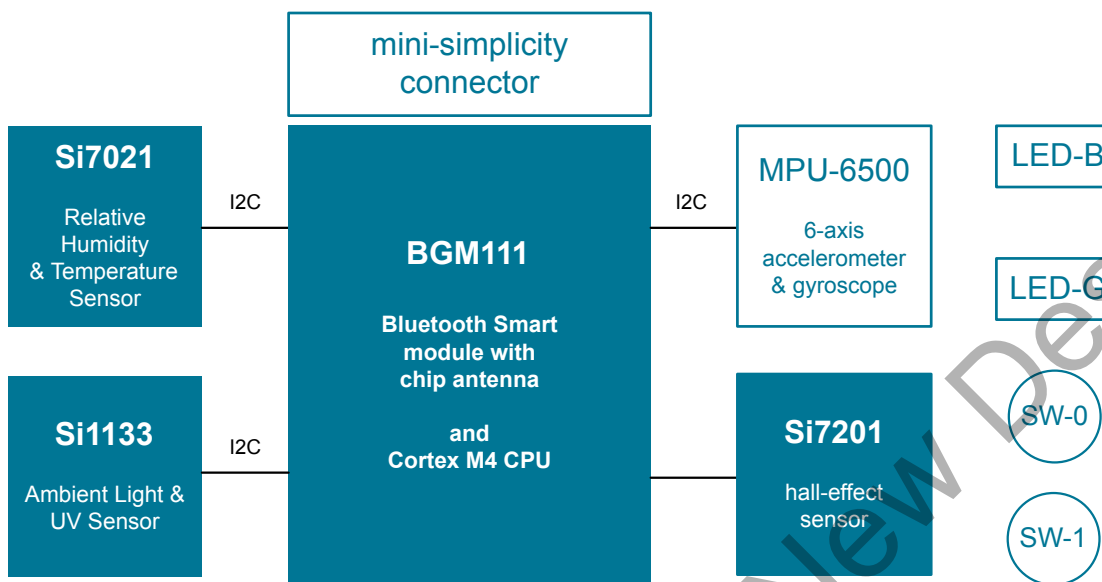 mini-simplicity
connector
Si7021
Relative
Humidity
& Temperature
Sensor
I2C
BGM111
Bluetooth Smart
module with
chip antenna
and
Cortex M4 CPU
I2C
MPU-6500
6-axis
accelerometer
& gyroscope
LED-B
LED-G
Si1133
Ambient Light &
UV Sensor
I2C
Si7201
hall-effect
sensor
SW-0
SW-1
New Des